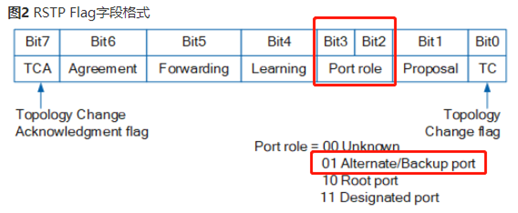 图2 RSTP Flag字段格式
Bit7 Bit6 Bit5 Bit4 Bit3 Bit2 Bit1 Bit0
TCA Agreement Forwarding Learning Port role Proposal TC
Topology Change
Acknowledgment flag
Topology
Change flag
Port role = 00 Unknown
01 Alternate/Backup port
10 Root port
11 Designated port